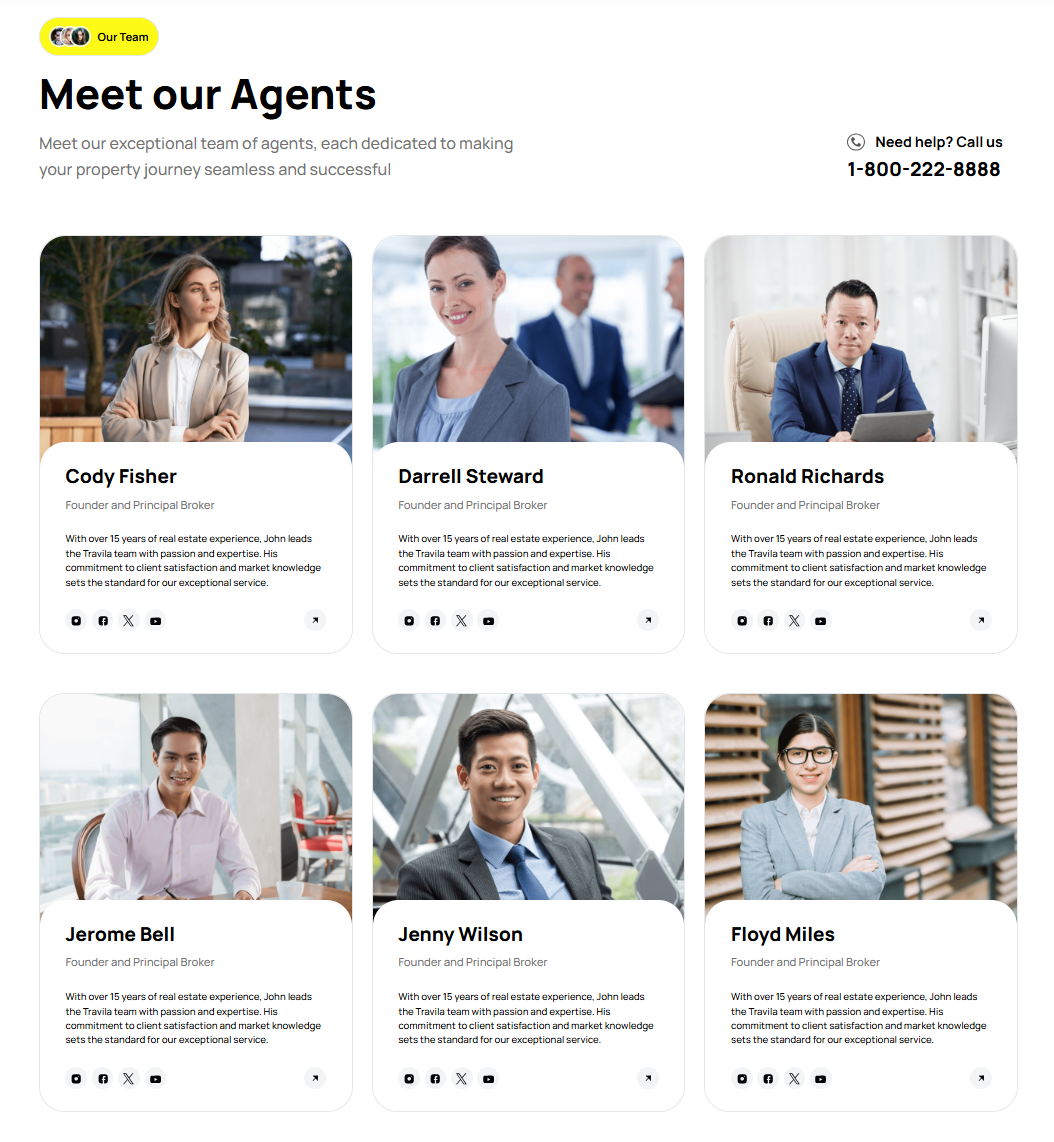 Our Team
Meet our Agents
Meet our exceptional team of agents, each dedicated to making
your property journey seamless and successful
Need help? Call us
1-800-222-8888
Cody Fisher
Founder and Principal Broker
With over 15 years of real estate experience, John leads
the Travila team with passion and expertise. His
commitment to client satisfaction and market knowledge
sets the standard for our exceptional service.
Darrell Steward
Founder and Principal Broker
With over 15 years of real estate experience, John leads
the Travila team with passion and expertise. His
commitment to client satisfaction and market knowledge
sets the standard for our exceptional service.
Ronald Richards
Founder and Principal Broker
With over 15 years of real estate experience, John leads
the Travila team with passion and expertise. His
commitment to client satisfaction and market knowledge
sets the standard for our exceptional service.
Jerome Bell
Founder and Principal Broker
With over 15 years of real estate experience, John leads
the Travila team with passion and expertise. His
commitment to client satisfaction and market knowledge
sets the standard for our exceptional service.
Jenny Wilson
Founder and Principal Broker
With over 15 years of real estate experience, John leads
the Travila team with passion and expertise. His
commitment to client satisfaction and market knowledge
sets the standard for our exceptional service.
Floyd Miles
Founder and Principal Broker
With over 15 years of real estate experience, John leads
the Travila team with passion and expertise. His
commitment to client satisfaction and market knowledge
sets the standard for our exceptional service.